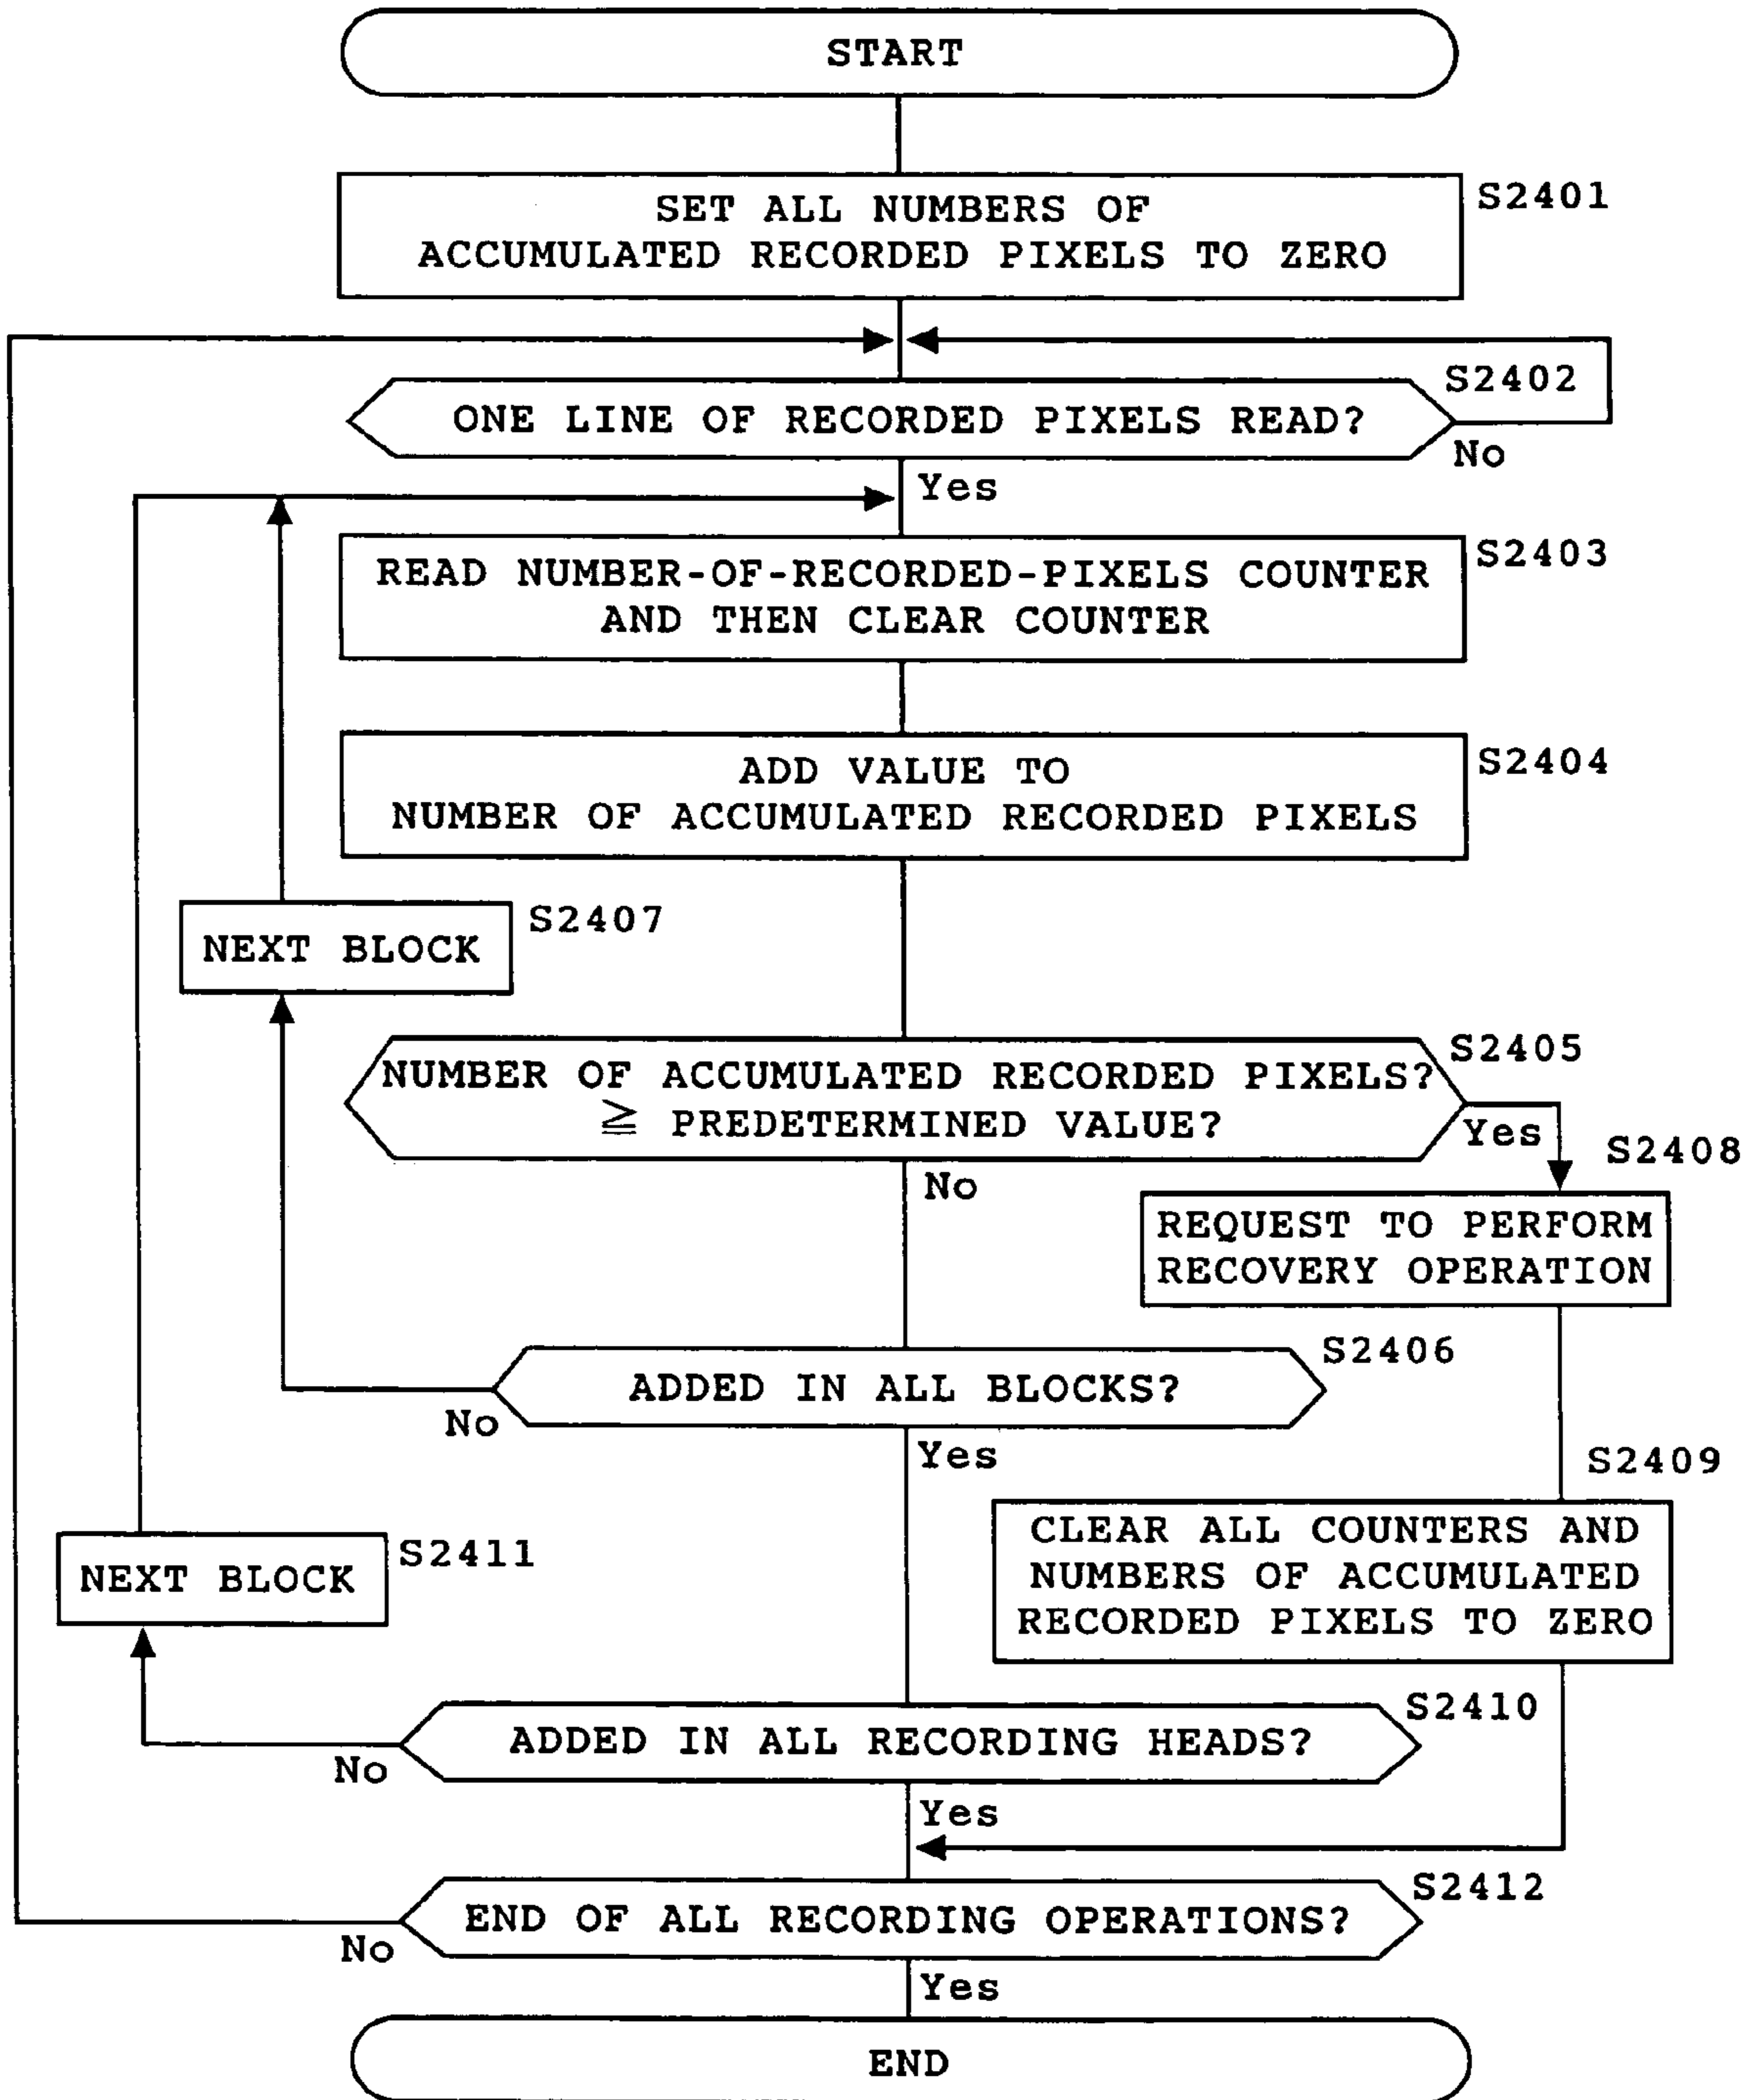 START
SET ALL NUMBERS OF
ACCUMULATED RECORDED PIXELS TO ZERO
S2401
ONE LINE OF RECORDED PIXELS READ?
S2402
No
Yes
READ NUMBER-OF-RECORDED-PIXELS COUNTER
AND THEN CLEAR COUNTER
S2403
ADD VALUE TO
NUMBER OF ACCUMULATED RECORDED PIXELS
S2404
NEXT BLOCK
S2407
NUMBER OF ACCUMULATED RECORDED PIXELS?
≧ PREDETERMINED VALUE?
S2405
Yes
No
S2408
REQUEST TO PERFORM
RECOVERY OPERATION
ADDED IN ALL BLOCKS?
S2406
No
Yes
S2409
CLEAR ALL COUNTERS AND
NUMBERS OF ACCUMULATED
RECORDED PIXELS TO ZERO
NEXT BLOCK
S2411
ADDED IN ALL RECORDING HEADS?
S2410
No
Yes
END OF ALL RECORDING OPERATIONS?
S2412
No
Yes
END